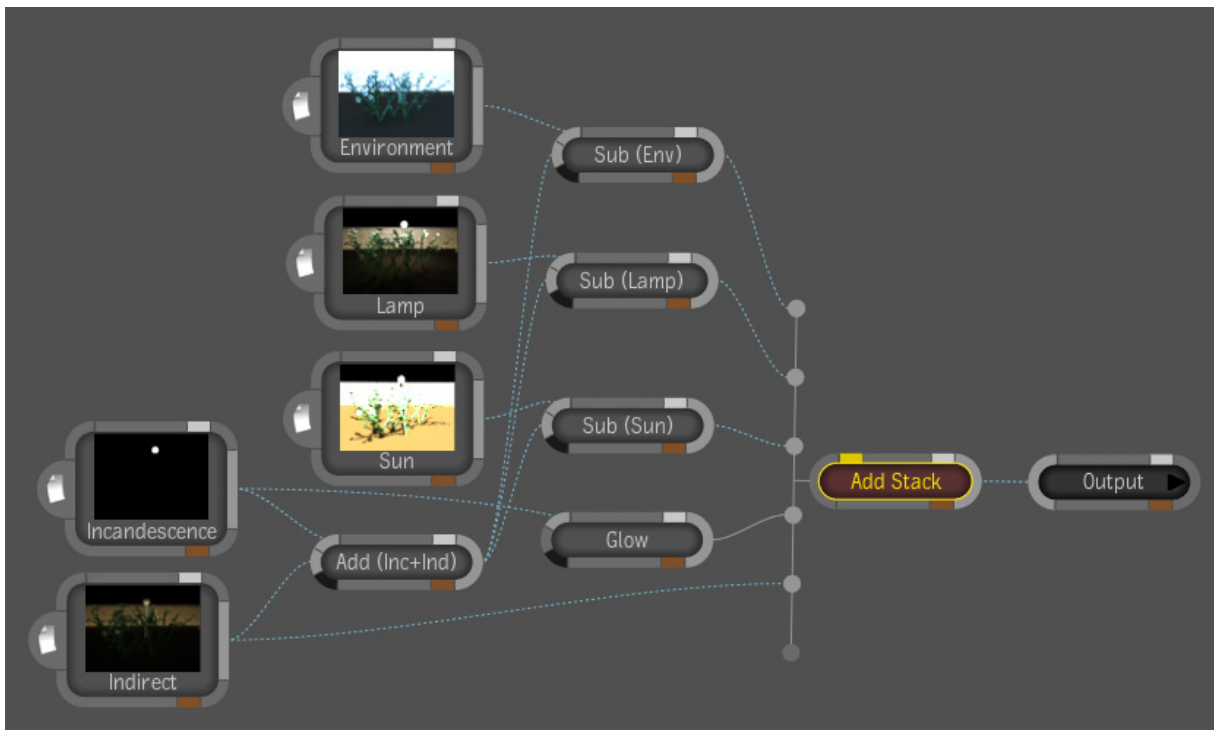 Environment
Sub (Env)
Lamp
Sub (Lamp)
Sun
Sub (Sun)
Incandescence
Add (Inc+Ind)
Glow
Indirect
Add Stack
Output